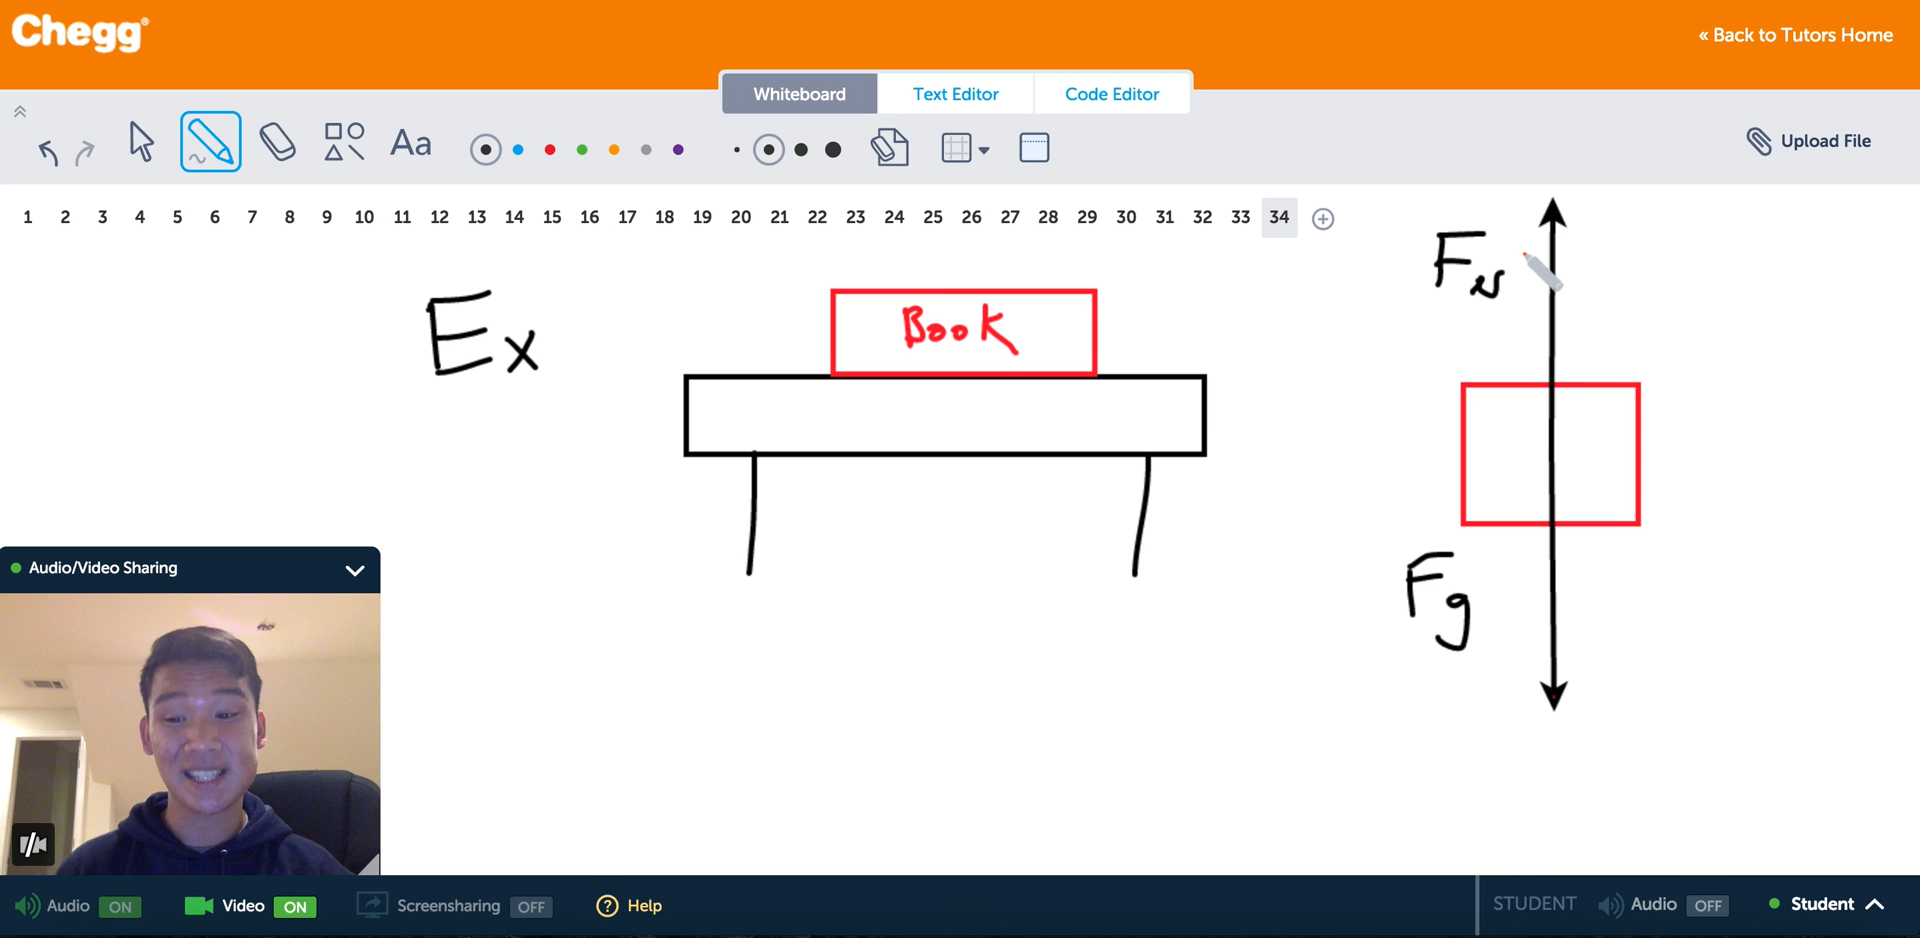 Chegg®
« Back to Tutors Home
Whiteboard Text Editor Code Editor
Aa
Upload File
1 2 3 4 5 6 7 8 9 10 11 12 13 14 15 16 17 18 19 20 21 22 23 24 25 26 27 28 29 30 31 32 33 34
Ex
Book
F
Fg
Audio/Video Sharing
Audio ON Video ON Screensharing OFF ? Help STUDENT Audio OFF Student